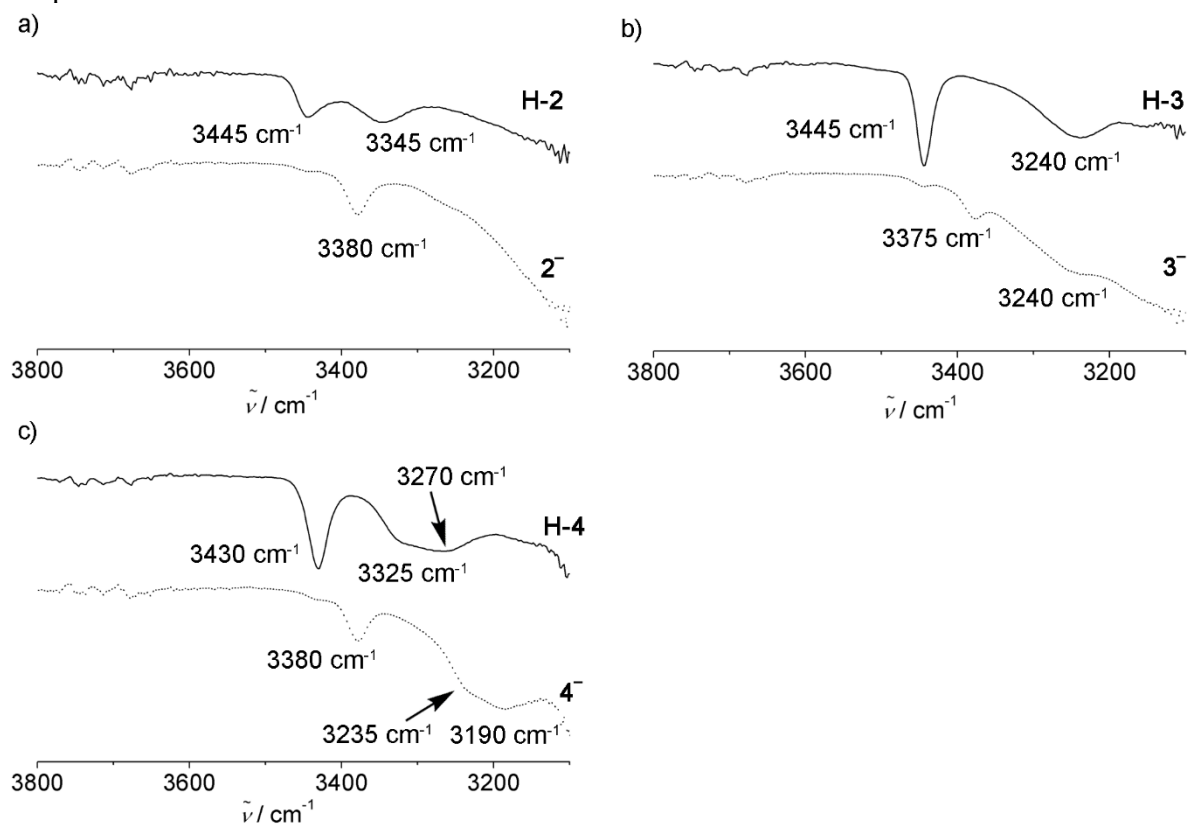 a)
H-2
3445 cm⁻¹
3345 cm⁻¹
3380 cm⁻¹
2⁻
3800 3600 3400 3200
ṽ / cm⁻¹
b)
H-3
3445 cm⁻¹
3240 cm⁻¹
3375 cm⁻¹
3⁻
3240 cm⁻¹
3800 3600 3400 3200
ṽ / cm⁻¹
c)
3270 cm⁻¹
H-4
3430 cm⁻¹
3325 cm⁻¹
3380 cm⁻¹
4⁻
3235 cm⁻¹ 3190 cm⁻¹
3800 3600 3400 3200
ṽ / cm⁻¹